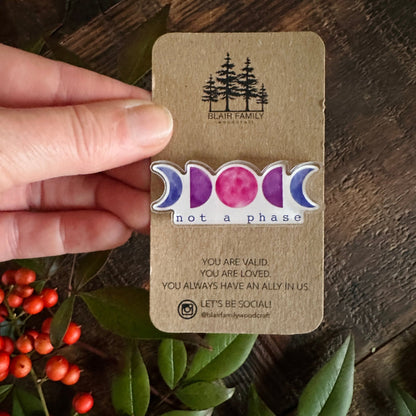 BLAIR FAMILY
woodcraft
not a phase
YOU ARE VALID.
YOU ARE LOVED.
YOU ALWAYS HAVE AN ALLY IN US.
LET'S BE SOCIAL!
@blairfamilywoodcraft